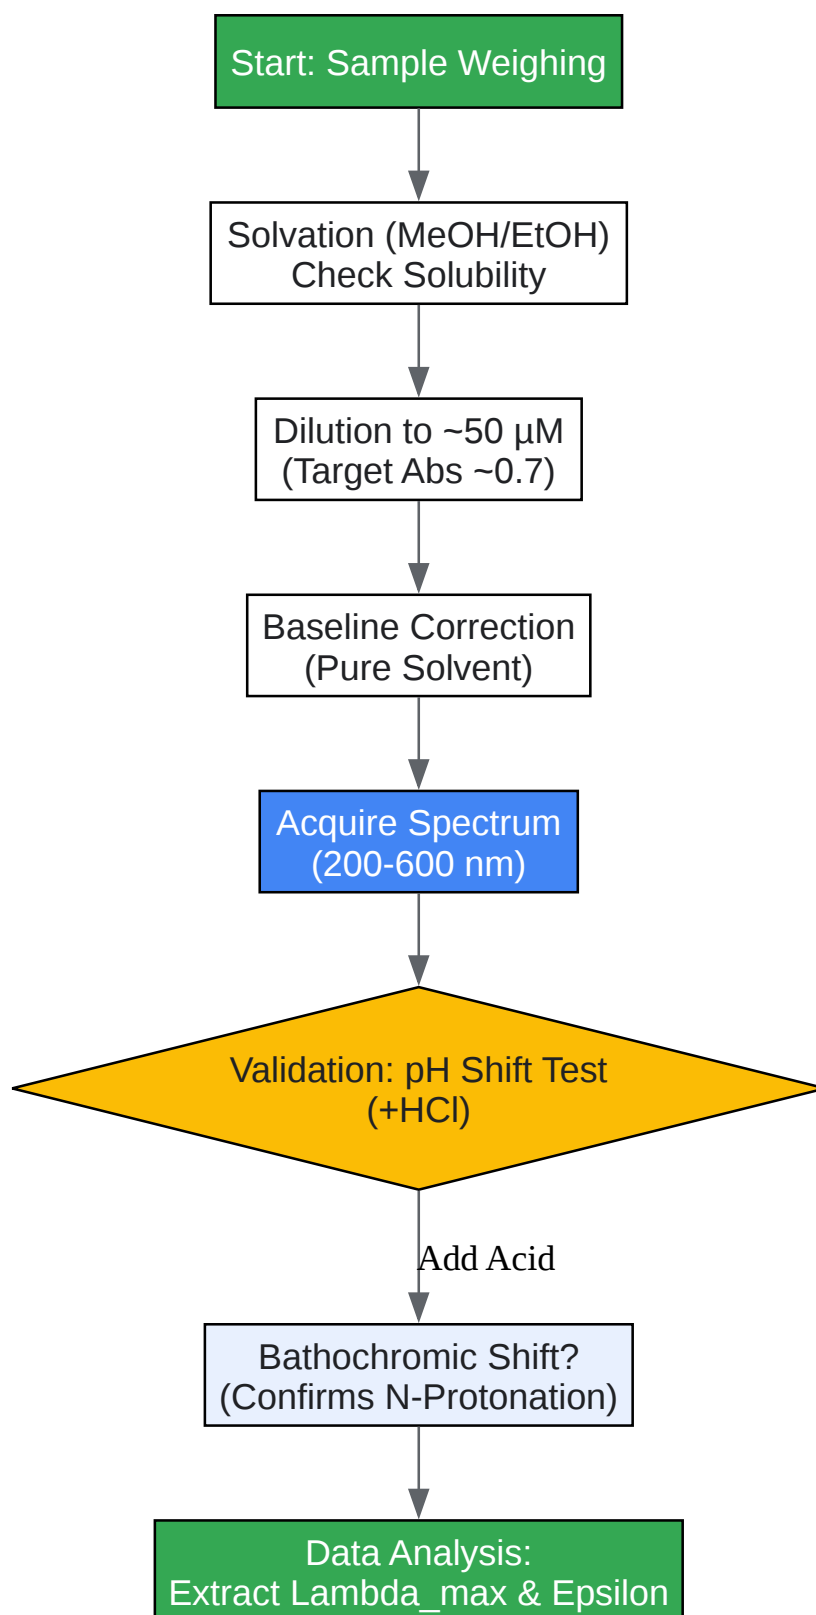 Start: Sample Weighing
Solvation (MeOH/EtOH)
Check Solubility
Dilution to ~50 µM
(Target Abs ~0.7)
Baseline Correction
(Pure Solvent)
Acquire Spectrum
(200-600 nm)
Validation: pH Shift Test
(+HCl)
Add Acid
Bathochromic Shift?
(Confirms N-Protonation)
Data Analysis:
Extract Lambda_max & Epsilon